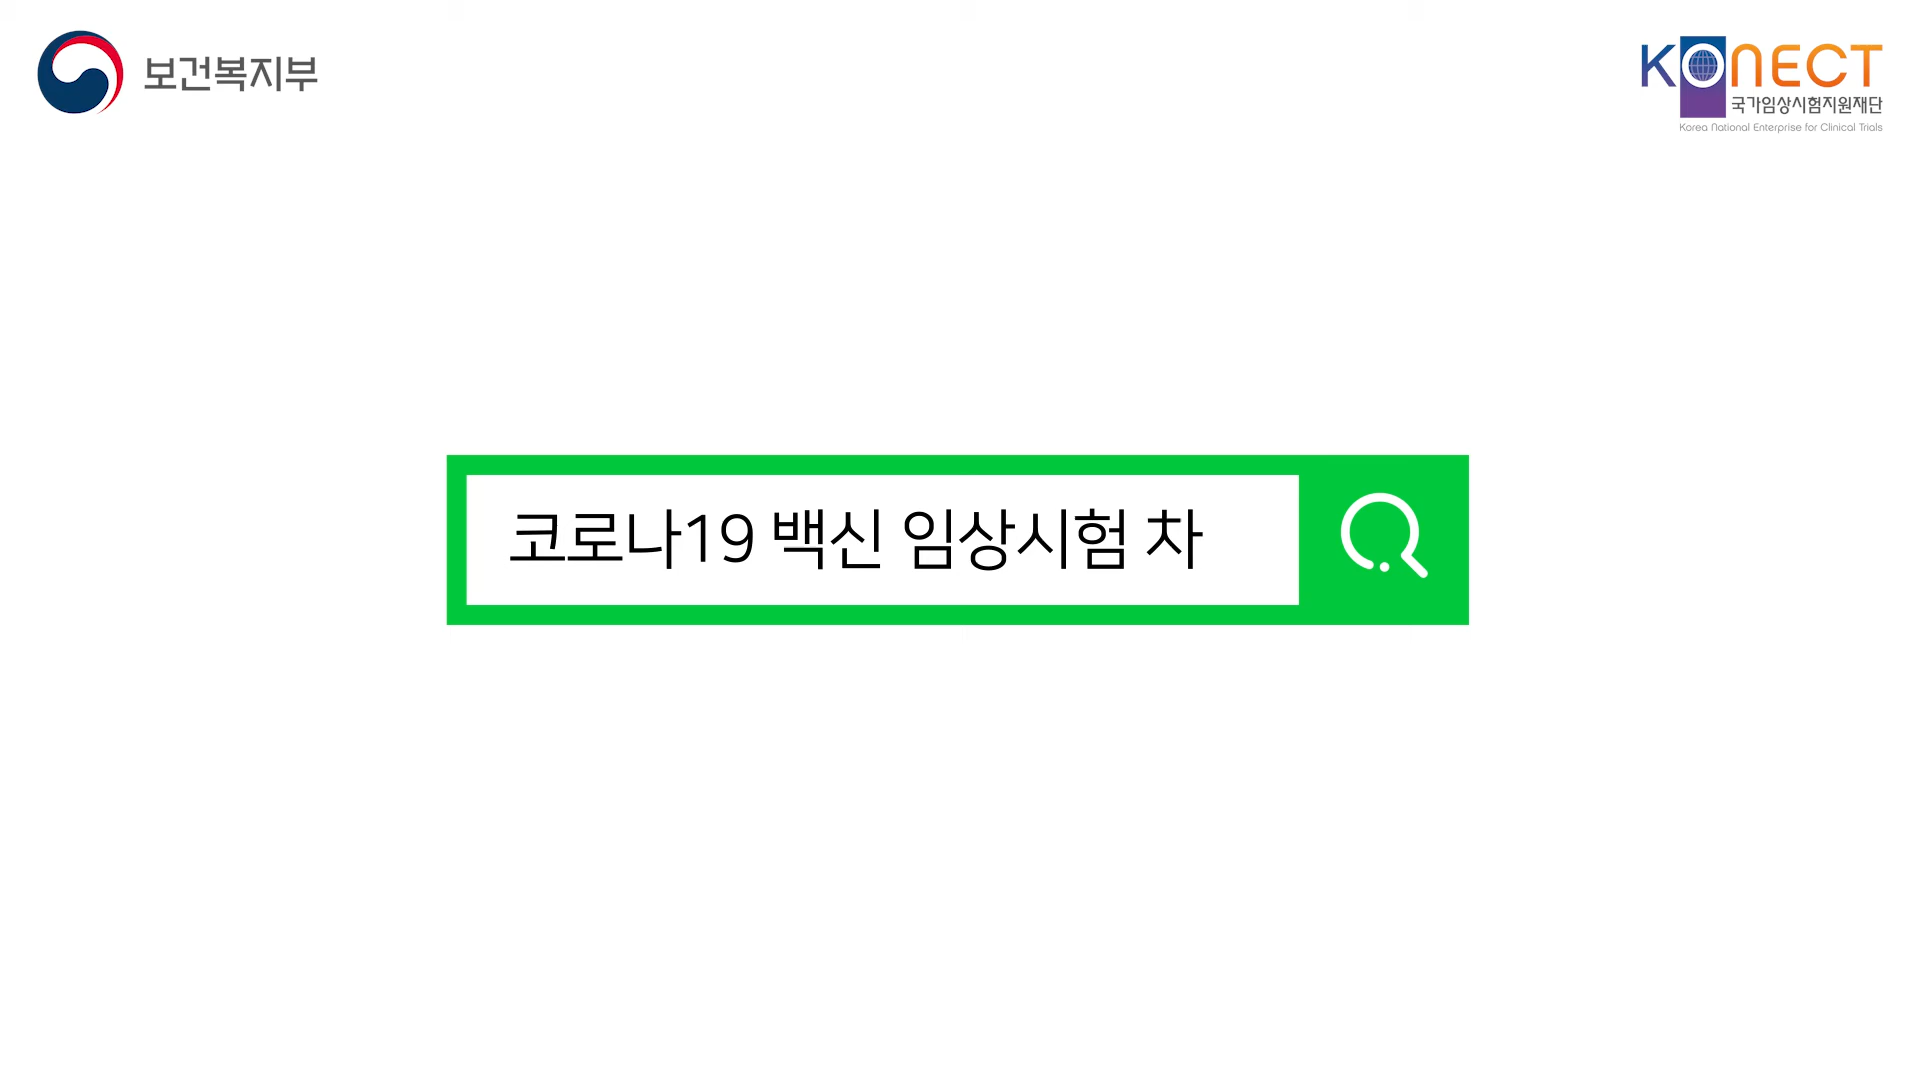 보건복지부
KONECT
국가임상시험지원재단
Korea National Enterprise for Clinical Trials
코로나19 백신 임상시험 차